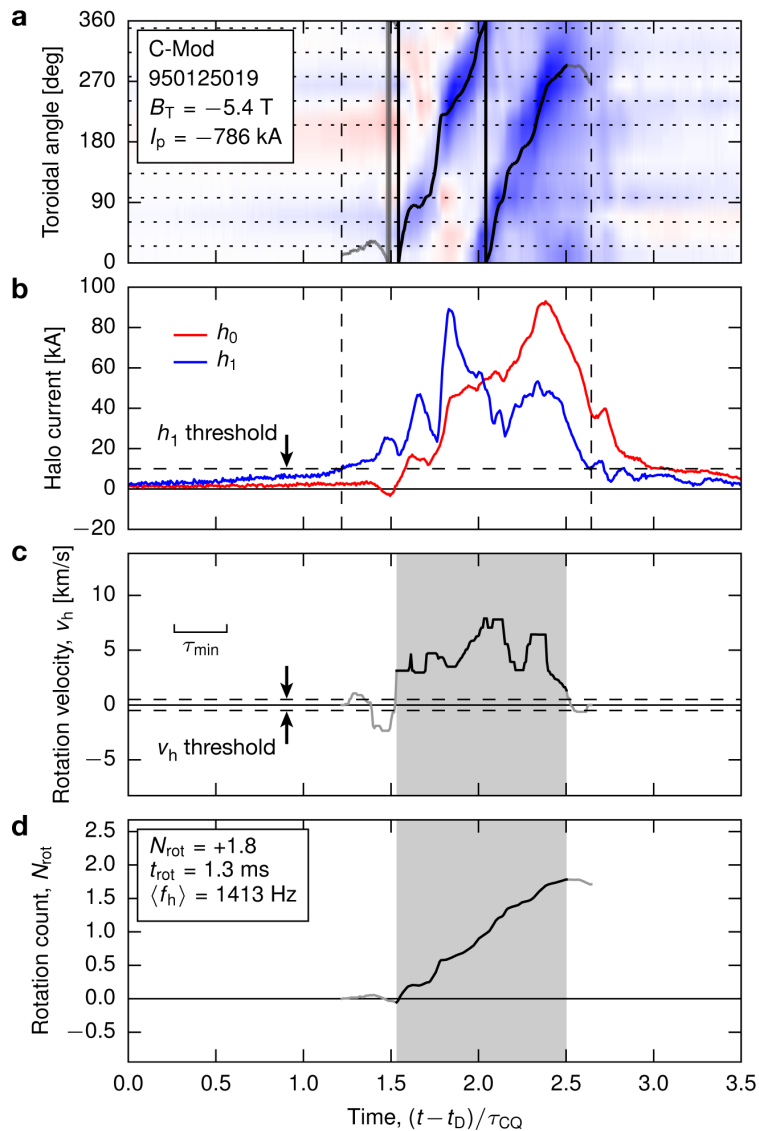 a
360
270
180
90
0
Toroidal angle [deg]
C-Mod
950125019
B_T = −5.4 T
I_p = −786 kA
b
100
80
60
40
20
0
−20
Halo current [kA]
h_0
h_1
h_1 threshold
c
10
5
0
−5
Rotation velocity, v_h [km/s]
τ_min
v_h threshold
d
2.5
2.0
1.5
1.0
0.5
0.0
−0.5
Rotation count, N_rot
N_rot = +1.8
t_rot = 1.3 ms
⟨f_h⟩ = 1413 Hz
0.0 0.5 1.0 1.5 2.0 2.5 3.0 3.5
Time, (t−t_D)/τ_CQ